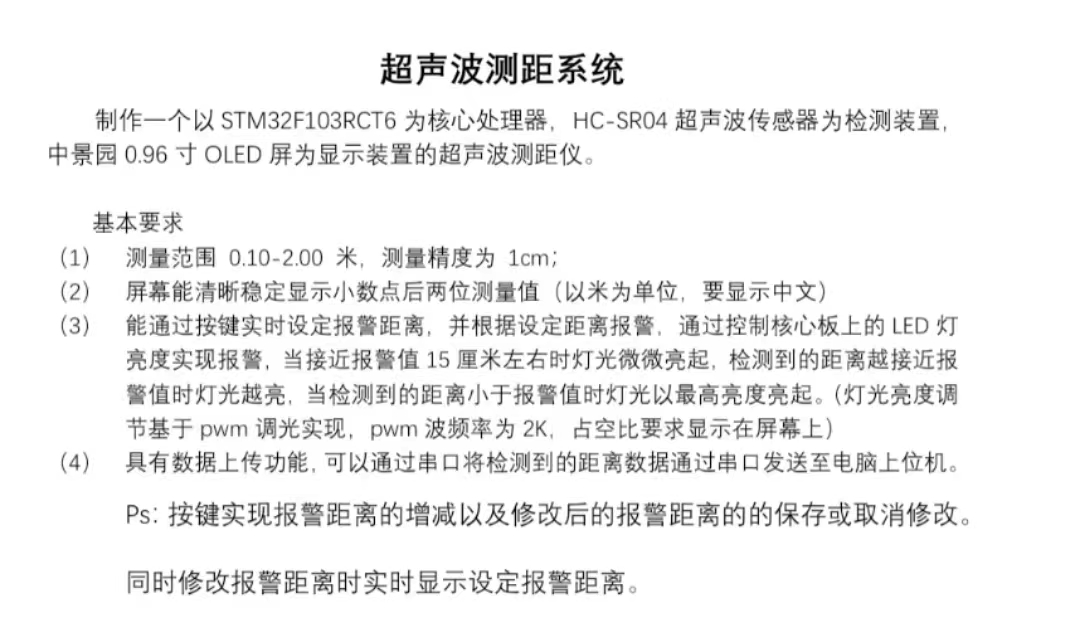 超声波测距系统
制作一个以 STM32F103RCT6 为核心处理器，HC-SR04 超声波传感器为检测装置，
中景园 0.96 寸 OLED 屏为显示装置的超声波测距仪。
基本要求
（1） 测量范围 0.10-2.00 米，测量精度为 1cm；
（2） 屏幕能清晰稳定显示小数点后两位测量值（以米为单位，要显示中文）
（3） 能通过按键实时设定报警距离，并根据设定距离报警，通过控制核心板上的 LED 灯
亮度实现报警，当接近报警值 15 厘米左右时灯光微微亮起，检测到的距离越接近报
警值时灯光越亮，当检测到的距离小于报警值时灯光以最高亮度亮起。（灯光亮度调
节基于 pwm 调光实现，pwm 波频率为 2K，占空比要求显示在屏幕上）
（4） 具有数据上传功能，可以通过串口将检测到的距离数据通过串口发送至电脑上位机。
Ps: 按键实现报警距离的增减以及修改后的报警距离的的保存或取消修改。
同时修改报警距离时实时显示设定报警距离。